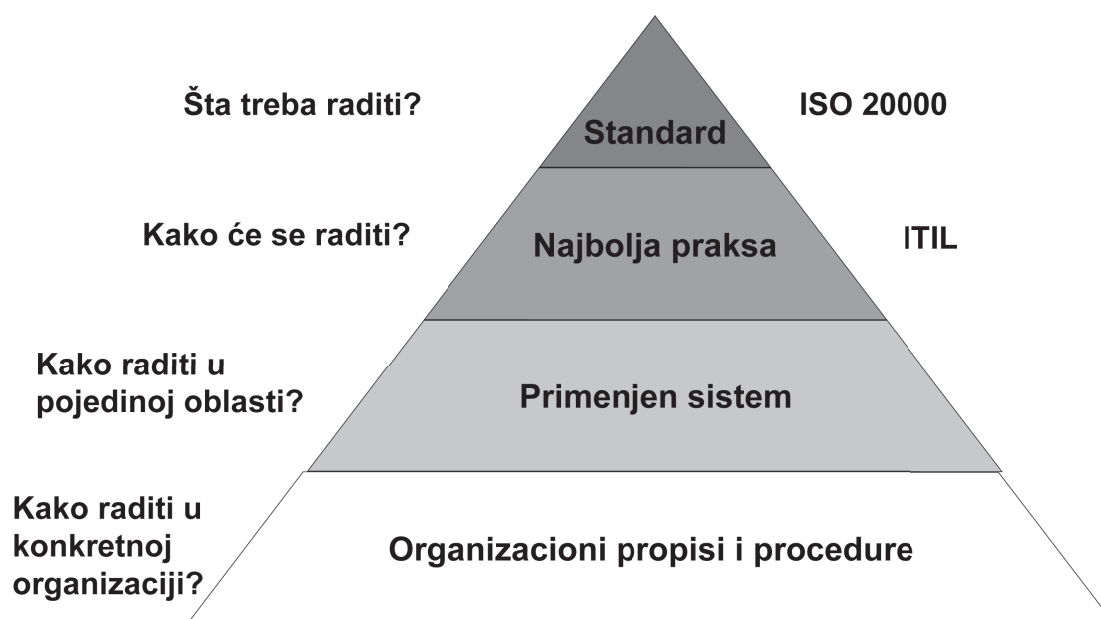 Šta treba raditi?
Standard
ISO 20000
Kako će se raditi?
Najbolja praksa
ITIL
Kako raditi u
pojedinoj oblasti?
Primenjen sistem
Kako raditi u
konkretnoj
organizaciji?
Organizacioni propisi i procedure